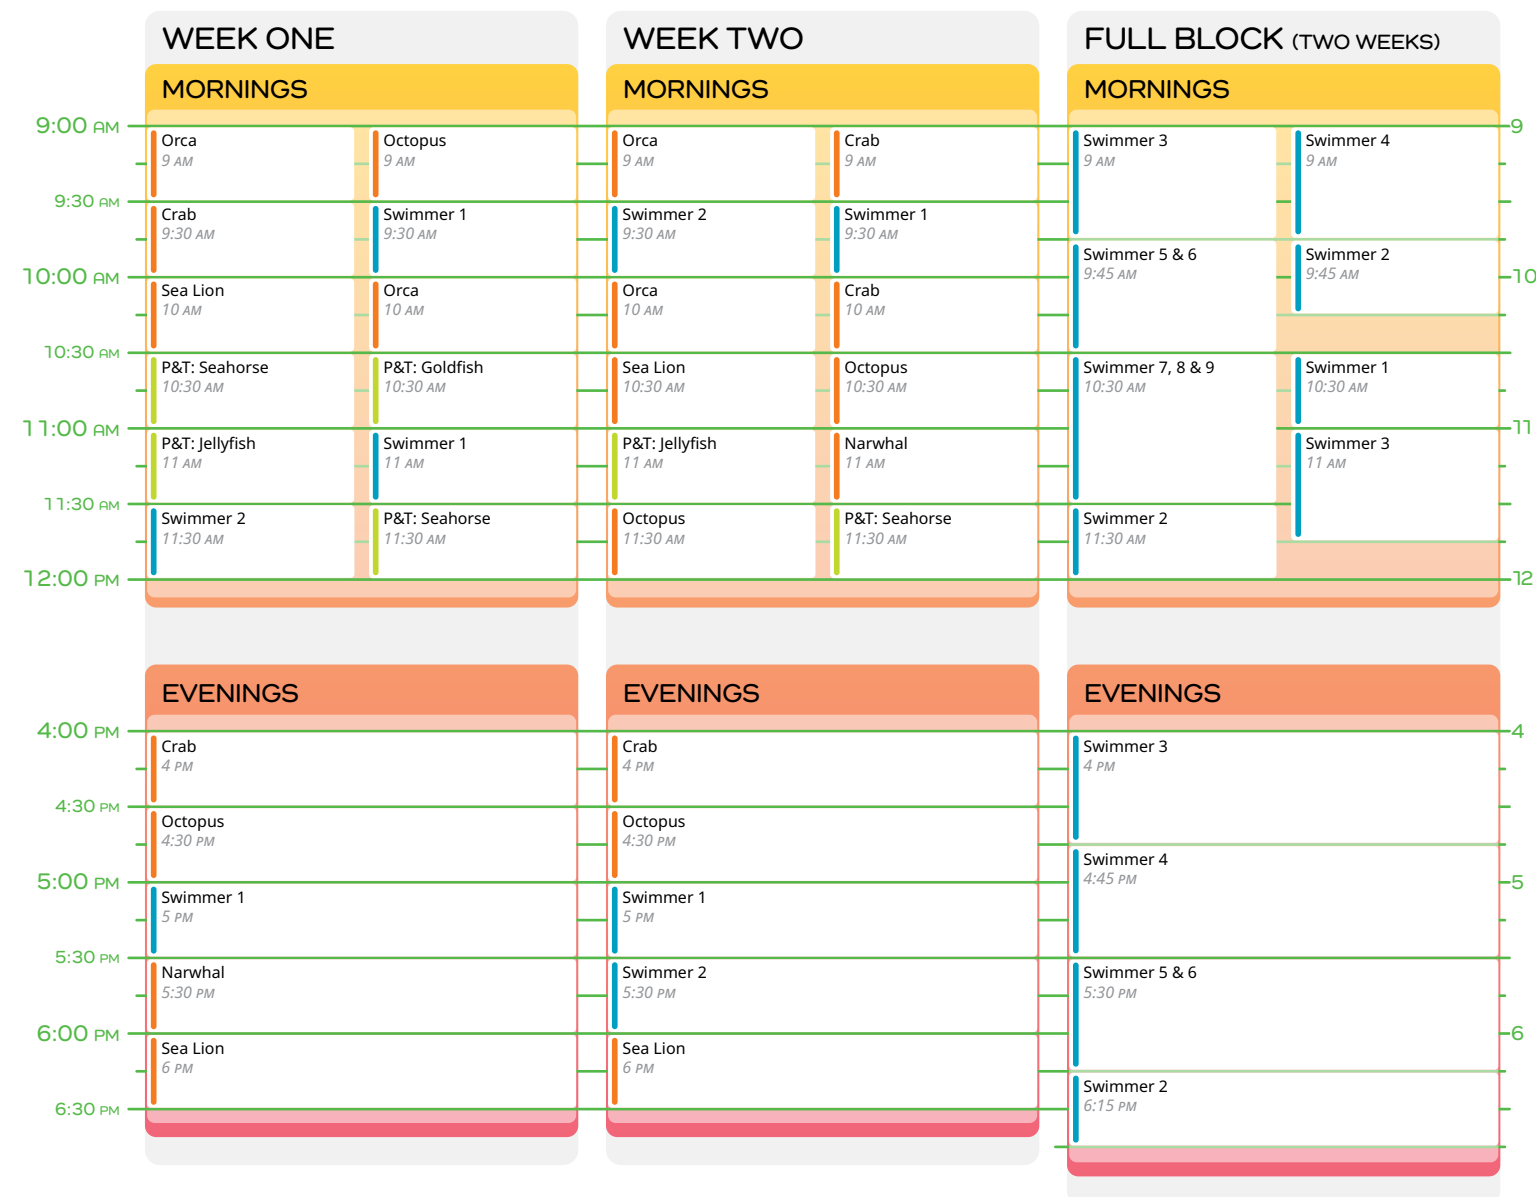 WEEK ONE
WEEK TWO
FULL BLOCK (TWO WEEKS)
MORNINGS
MORNINGS
MORNINGS
9:00 AM
9
Orca
9 AM
Octopus
9 AM
Orca
9 AM
Crab
9 AM
Swimmer 3
9 AM
Swimmer 4
9 AM
9:30 AM
Crab
9:30 AM
Swimmer 1
9:30 AM
Swimmer 2
9:30 AM
Swimmer 1
9:30 AM
Swimmer 5 & 6
9:45 AM
Swimmer 2
9:45 AM
10:00 AM
10
Sea Lion
10 AM
Orca
10 AM
Orca
10 AM
Crab
10 AM
10:30 AM
P&T: Seahorse
10:30 AM
P&T: Goldfish
10:30 AM
Sea Lion
10:30 AM
Octopus
10:30 AM
Swimmer 7, 8 & 9
10:30 AM
Swimmer 1
10:30 AM
11:00 AM
11
P&T: Jellyfish
11 AM
Swimmer 1
11 AM
P&T: Jellyfish
11 AM
Narwhal
11 AM
Swimmer 3
11 AM
11:30 AM
Swimmer 2
11:30 AM
P&T: Seahorse
11:30 AM
Octopus
11:30 AM
P&T: Seahorse
11:30 AM
Swimmer 2
11:30 AM
12:00 PM
12
EVENINGS
EVENINGS
EVENINGS
4:00 PM
4
Crab
4 PM
Crab
4 PM
Swimmer 3
4 PM
4:30 PM
Octopus
4:30 PM
Octopus
4:30 PM
Swimmer 4
4:45 PM
5:00 PM
5
Swimmer 1
5 PM
Swimmer 1
5 PM
5:30 PM
Narwhal
5:30 PM
Swimmer 2
5:30 PM
Swimmer 5 & 6
5:30 PM
6:00 PM
6
Sea Lion
6 PM
Sea Lion
6 PM
Swimmer 2
6:15 PM
6:30 PM